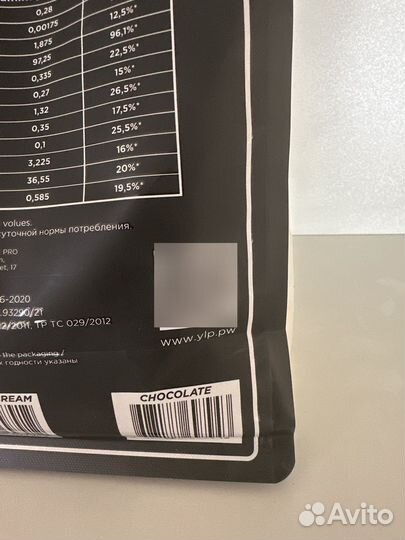 0,28
12,5%*
0,00175
96,1%*
1,875
22,5%*
97,25
15%*
0,335
26,5%*
0,27
17,5%*
1,32
25,5%*
0,35
16%*
0,1
20%*
3,225
19,5%*
36,55
0,585
values.
суточной нормы потребления.
PRO
et, 17
6-2020
.93290/21
2/2011, ТР ТС 029/2012
www.ylp.pw
the packaging /
годности указаны
REAM
CHOCOLATE
Avito